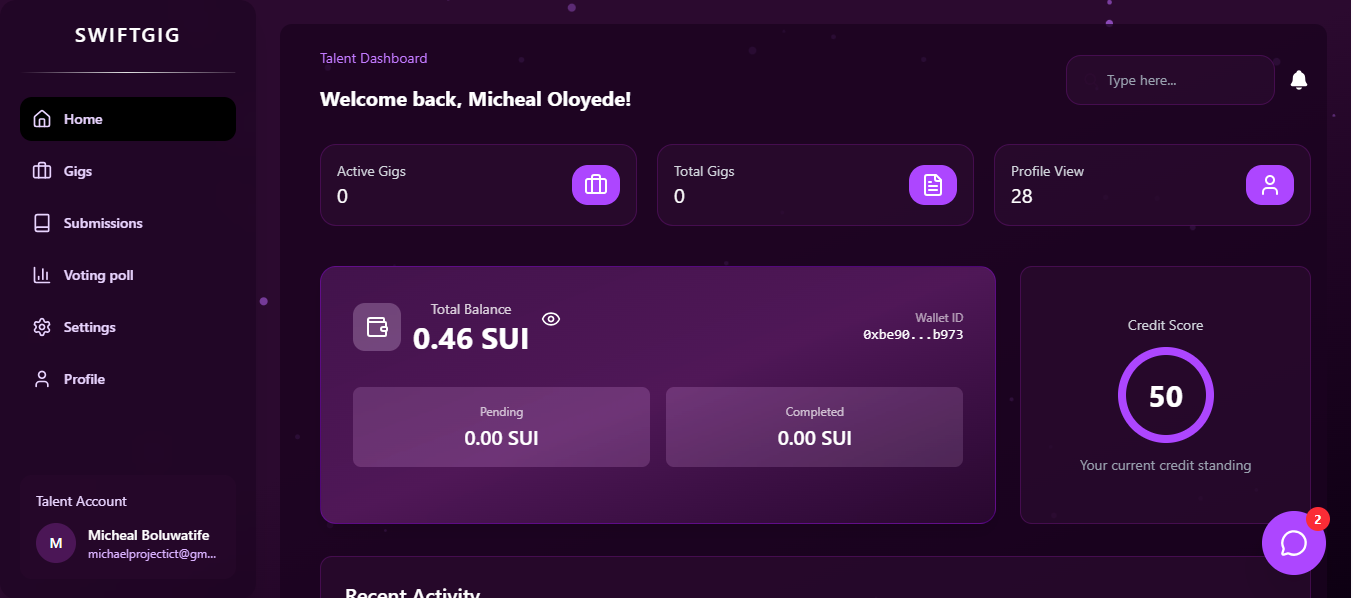 SWIFTGIG
Home
Gigs
Submissions
Voting poll
Settings
Profile
Talent Account
M
Micheal Boluwatife
michaelprojectict@gm...
Talent Dashboard
Welcome back, Micheal Oloyede!
Type here...
Active Gigs
0
Total Gigs
0
Profile View
28
Total Balance
0.46 SUI
Wallet ID
0xbe90...b973
Pending
0.00 SUI
Completed
0.00 SUI
Credit Score
50
Your current credit standing
2
Recent Activity